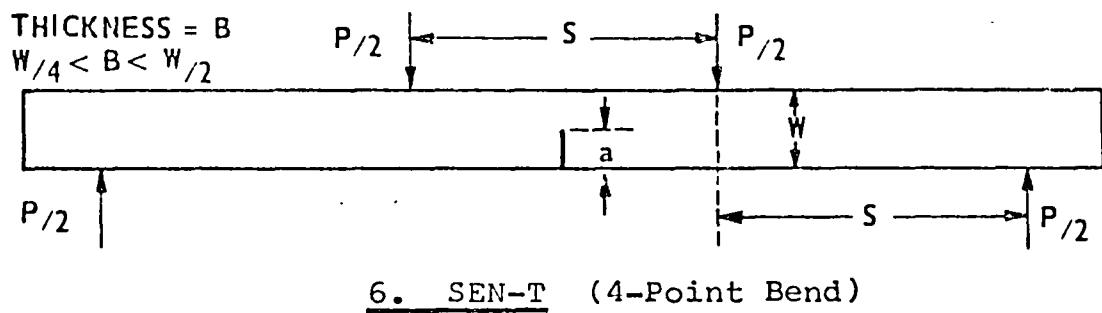 THICKNESS = B
W/4 < B < W/2
P/2
S
P/2
W
a
P/2
S
P/2
6. SEN-T (4-Point Bend)